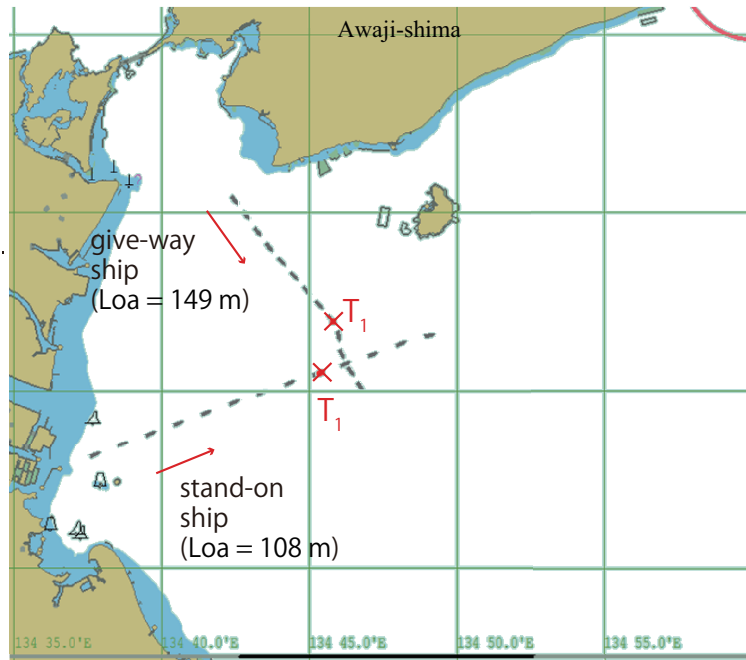 Awaji-shima
give-way
ship
(Loa = 149 m)
T1
T1
stand-on
ship
(Loa = 108 m)
134 35.0'E
134 40.0'E
134 45.0'E
134 50.0'E
134 55.0'E